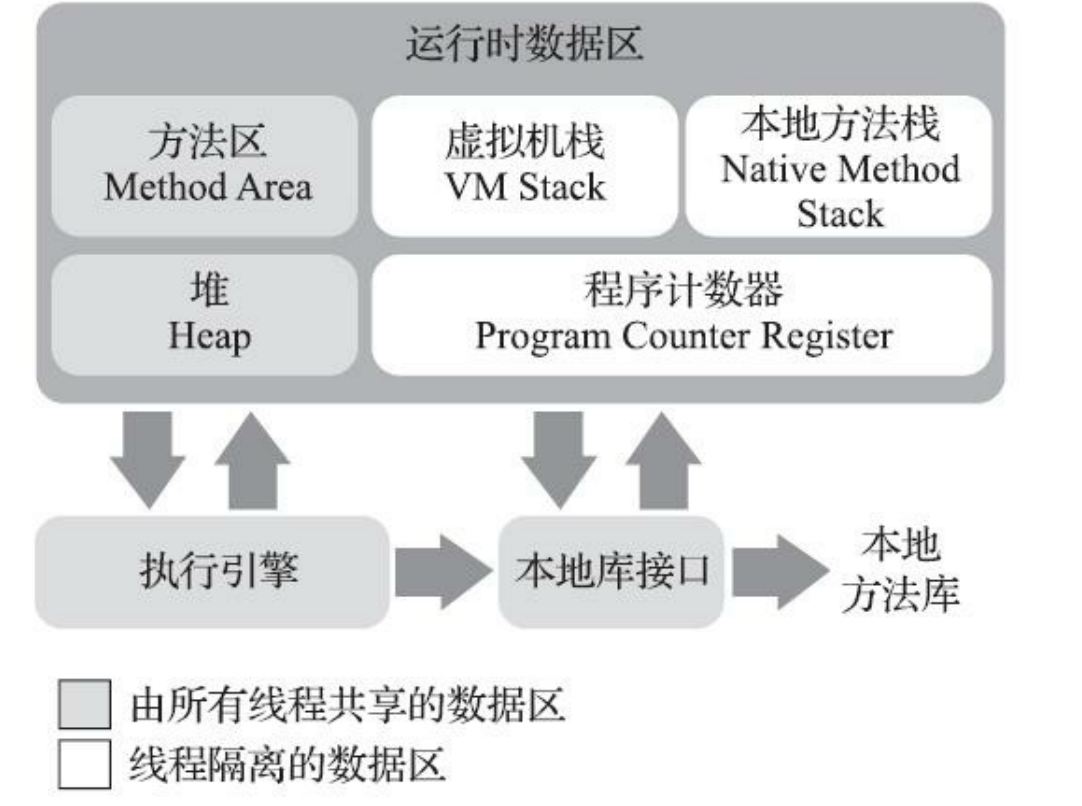 运行时数据区
方法区
Method Area
虚拟机栈
VM Stack
本地方法栈
Native Method
Stack
堆
Heap
程序计数器
Program Counter Register
执行引擎
本地库接口
本地
方法库
由所有线程共享的数据区
线程隔离的数据区